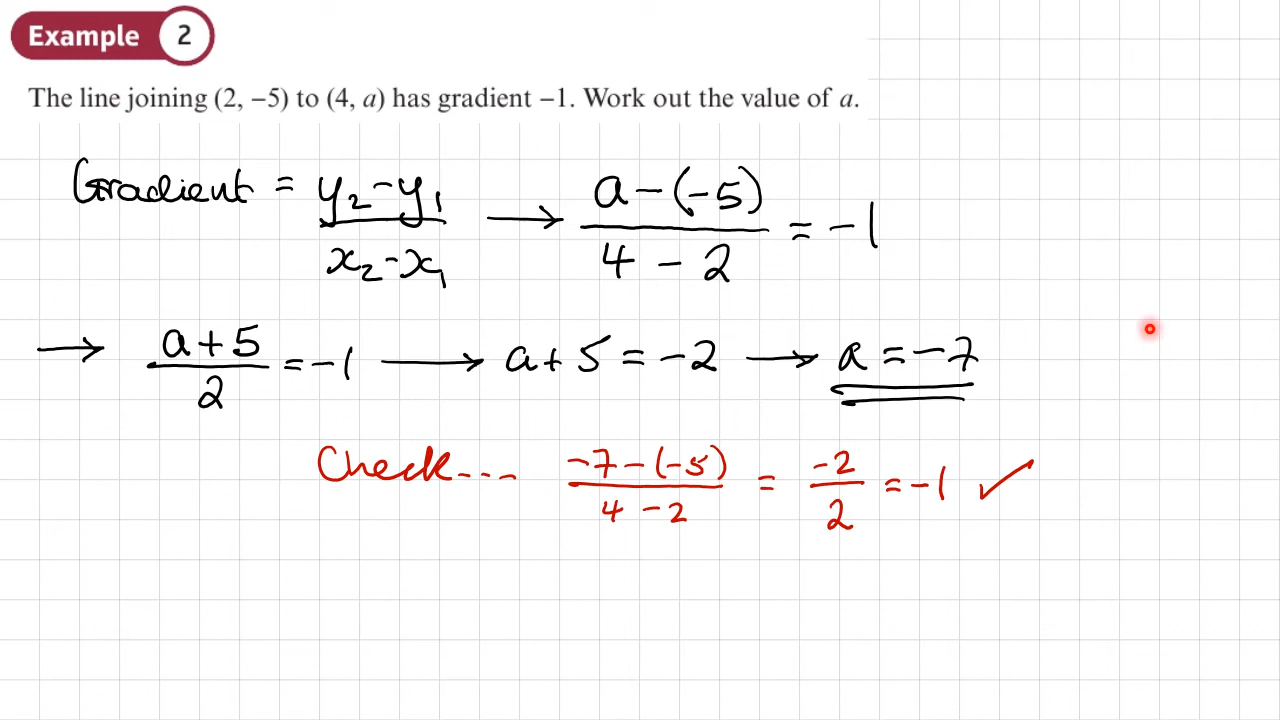 Example 2
The line joining (2, −5) to (4, a) has gradient −1. Work out the value of a.
Gradient = (y₂ − y₁)/(x₂ − x₁) → (a − (−5))/(4 − 2) = −1
→ (a + 5)/2 = −1 → a + 5 = −2 → a = −7
Check... (−7 − (−5))/(4 − 2) = −2/2 = −1 ✓